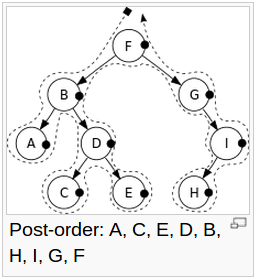 F
B
G
A
D
I
C
E
H
Post-order: A, C, E, D, B,
H, I, G, F